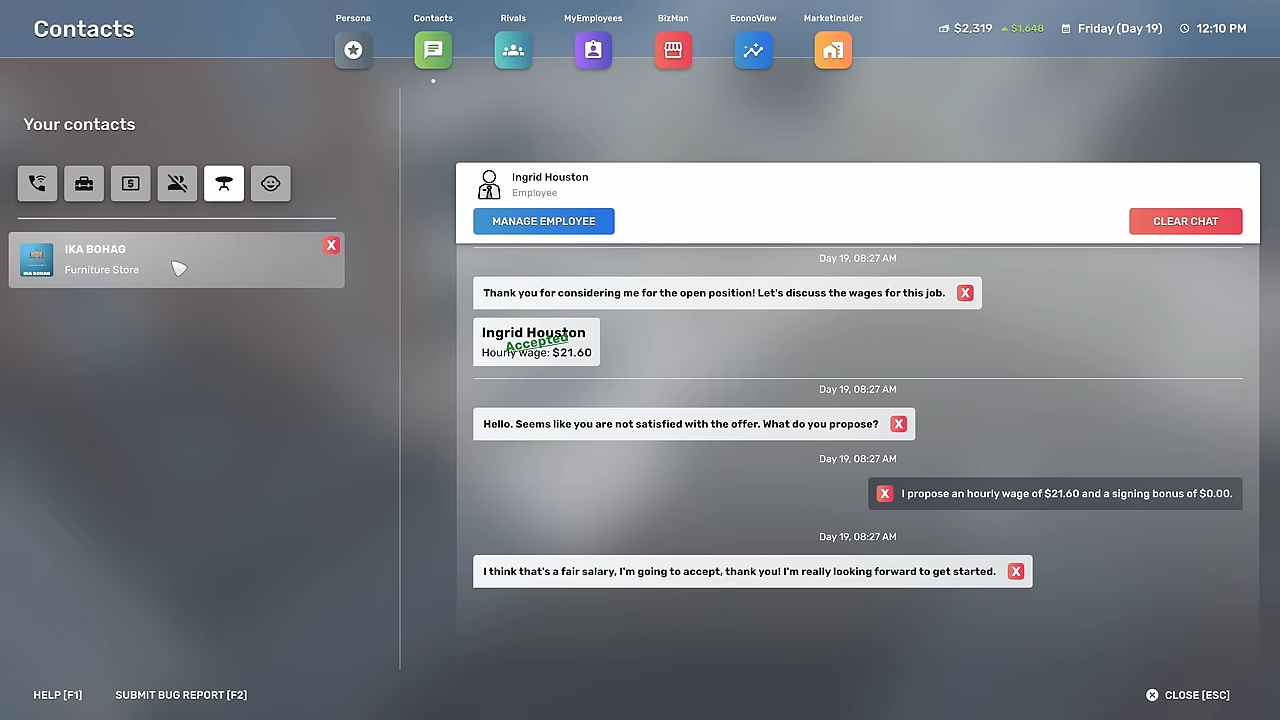 Contacts
Persona
Contacts
Rivals
MyEmployees
BizMan
EconoView
MarketInsider
$2,319
$1,648
Friday (Day 19)
12:10 PM
Your contacts
IKA BOHAG
Furniture Store
X
IKA BOHAG
Ingrid Houston
Employee
MANAGE EMPLOYEE
CLEAR CHAT
Day 19, 08:27 AM
Thank you for considering me for the open position! Let's discuss the wages for this job.
X
Ingrid Houston
Accepted
Hourly wage: $21.60
Day 19, 08:27 AM
Hello. Seems like you are not satisfied with the offer. What do you propose?
X
Day 19, 08:27 AM
X
I propose an hourly wage of $21.60 and a signing bonus of $0.00.
Day 19, 08:27 AM
I think that's a fair salary, I'm going to accept, thank you! I'm really looking forward to get started.
X
HELP [F1]
SUBMIT BUG REPORT [F2]
CLOSE [ESC]